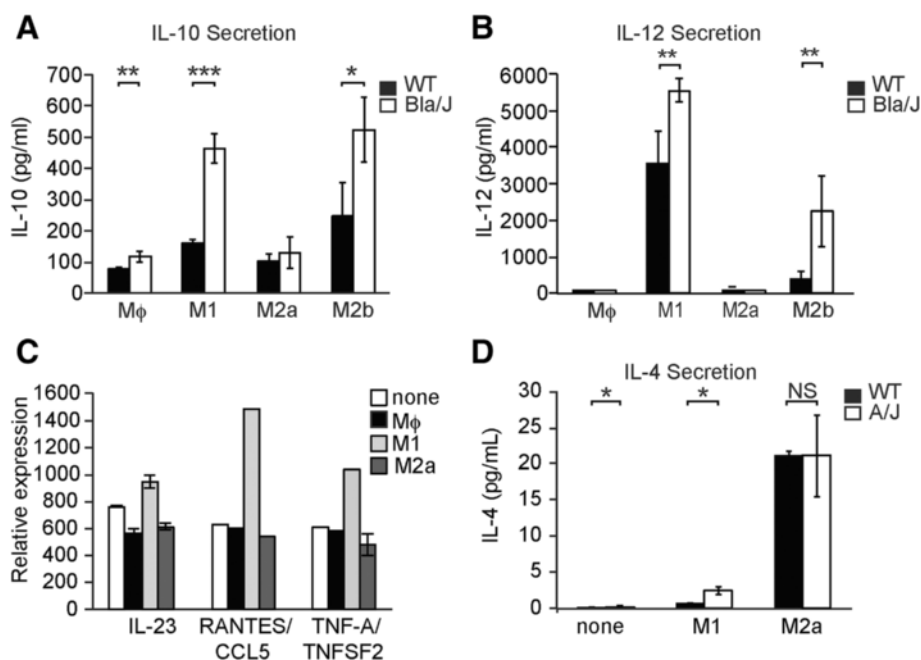 A
IL-10 Secretion
**
***
*
WT
Bla/J
IL-10 (pg/ml)
700
600
500
400
300
200
100
0
Mϕ
M1
M2a
M2b
B
IL-12 Secretion
**
**
WT
Bla/J
IL-12 (pg/ml)
6000
5000
4000
3000
2000
1000
0
Mϕ
M1
M2a
M2b
C
none
Mϕ
M1
M2a
Relative expression
1600
1400
1200
1000
800
600
400
200
0
IL-23
RANTES/
CCL5
TNF-A/
TNFSF2
D
IL-4 Secretion
*
*
NS
WT
A/J
IL-4 (pg/mL)
30
25
20
15
10
5
0
none
M1
M2a